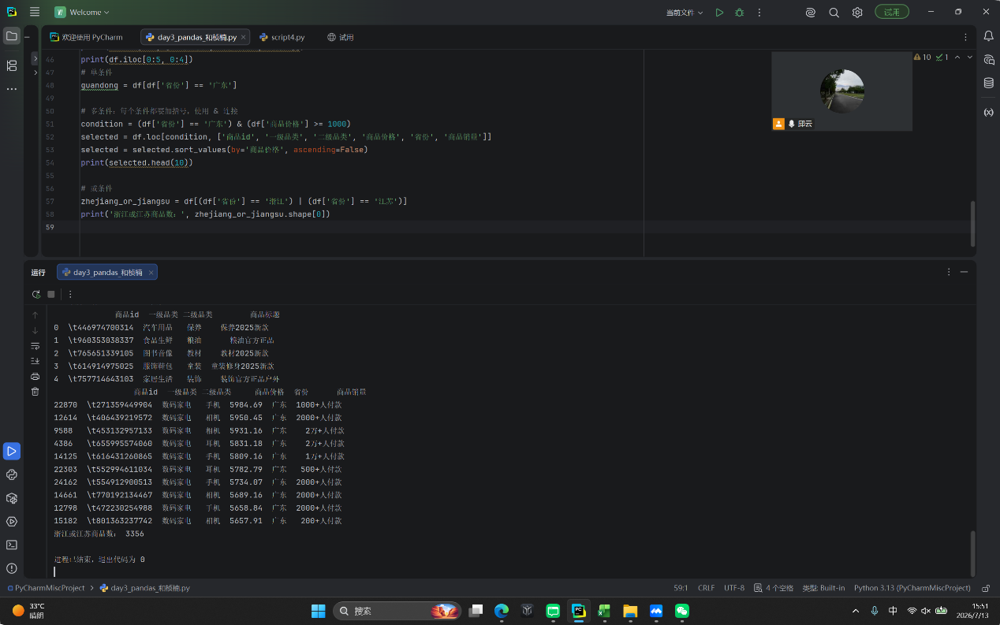 Welcome
当前文件
试用
欢迎使用 PyCharm
day3_pandas_和桢楠.py
script4.py
试用
46 print(df.iloc[0:5, 0:4])
47 # 单条件
48 guandong = df[df['省份'] == '广东']
49
50 # 多条件：每个条件都要加括号，使用 & 连接
51 condition = (df['省份'] == '广东') & (df['商品价格'] >= 1000)
52 selected = df.loc[condition, ['商品id', '一级品类', '二级品类', '商品价格', '省份', '商品销量']]
53 selected = selected.sort_values(by='商品价格', ascending=False)
54 print(selected.head(10))
55
56 # 或条件
57 zhejiang_or_jiangsu = df[(df['省份'] == '浙江') | (df['省份'] == '江苏')]
58 print('浙江或江苏商品数：', zhejiang_or_jiangsu.shape[0])
59
10 1
邱云
运行 day3_pandas_和桢楠
商品id 一级品类 二级品类 商品标题
0 \t446974700314 汽车用品 保养 保养2025新款
1 \t960353038337 食品生鲜 粮油 粮油官方正品
2 \t765651339105 图书音像 教材 教材2025新款
3 \t614914975025 服饰鞋包 童装 童装修身2025新款
4 \t757714643103 家居生活 装饰 装饰官方正品户外
商品id 一级品类 二级品类 商品价格 省份 商品销量
22870 \t271359449904 数码家电 手机 5984.69 广东 1000+人付款
12614 \t406439219572 数码家电 相机 5950.45 广东 2000+人付款
9588 \t453132957133 数码家电 相机 5931.16 广东 2万+人付款
4386 \t655995574060 数码家电 耳机 5831.18 广东 2万+人付款
14125 \t616431260865 数码家电 手机 5809.16 广东 1万+人付款
22303 \t552994611034 数码家电 耳机 5782.79 广东 500+人付款
24162 \t554912900513 数码家电 手机 5734.07 广东 2000+人付款
14661 \t770192134467 数码家电 相机 5689.16 广东 2000+人付款
12798 \t472230254988 数码家电 手机 5658.84 广东 2000+人付款
15182 \t801363237742 数码家电 相机 5657.91 广东 200+人付款
浙江或江苏商品数： 3356
进程已结束，退出代码为 0
PyCharmMiscProject > day3_pandas_和桢楠.py
59:1 CRLF UTF-8 4 个空格 类型: Built-in Python 3.13 (PyCharmMiscProject)
33°C
晴朗
搜索
中
15:51
2026/7/13